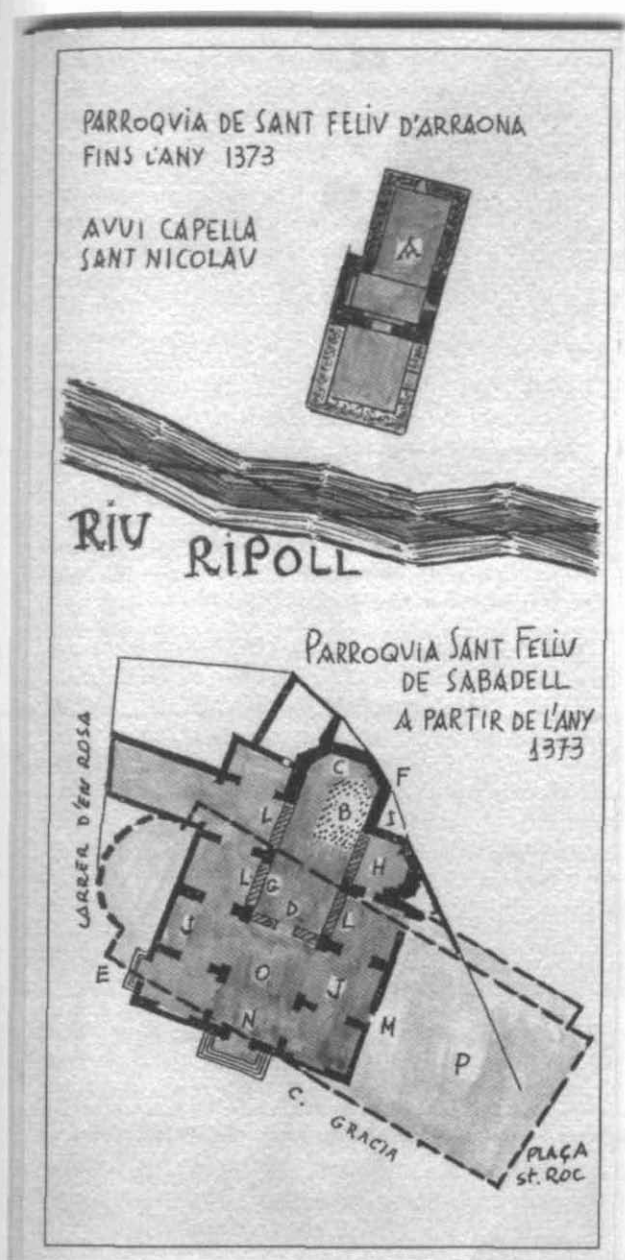 PARROQVIA DE SANT FELIV D'ARRAONA
FINS L'ANY 1373
AVUI CAPELLA
SANT NICOLAV
A
RIU RIPOLL
PARROQVIA SANT FELIV
DE SABADELL
A PARTIR DE L'ANY
1373
CARRER D'EN ROSA
C
F
B
I
L
H
L
G
D
L
J
E
O
J
N
M
P
C. GRACIA
PLAÇA
St. ROC